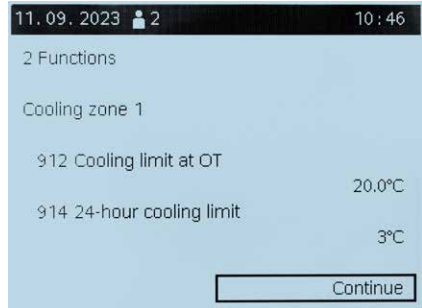 11.09.2023 2 10:46
2 Functions
Cooling zone 1
912 Cooling limit at OT
20.0°C
914 24-hour cooling limit
3°C
Continue